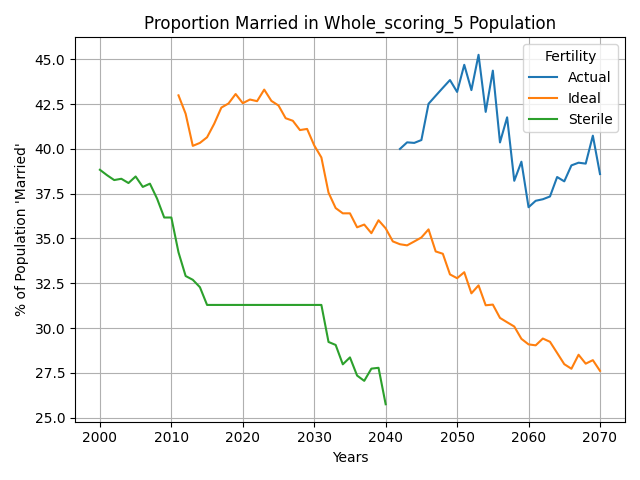 Proportion Married in Whole_scoring_5 Population
Fertility
Actual
Ideal
Sterile
% of Population 'Married'
45.0
42.5
40.0
37.5
35.0
32.5
30.0
27.5
25.0
2000 2010 2020 2030 2040 2050 2060 2070
Years